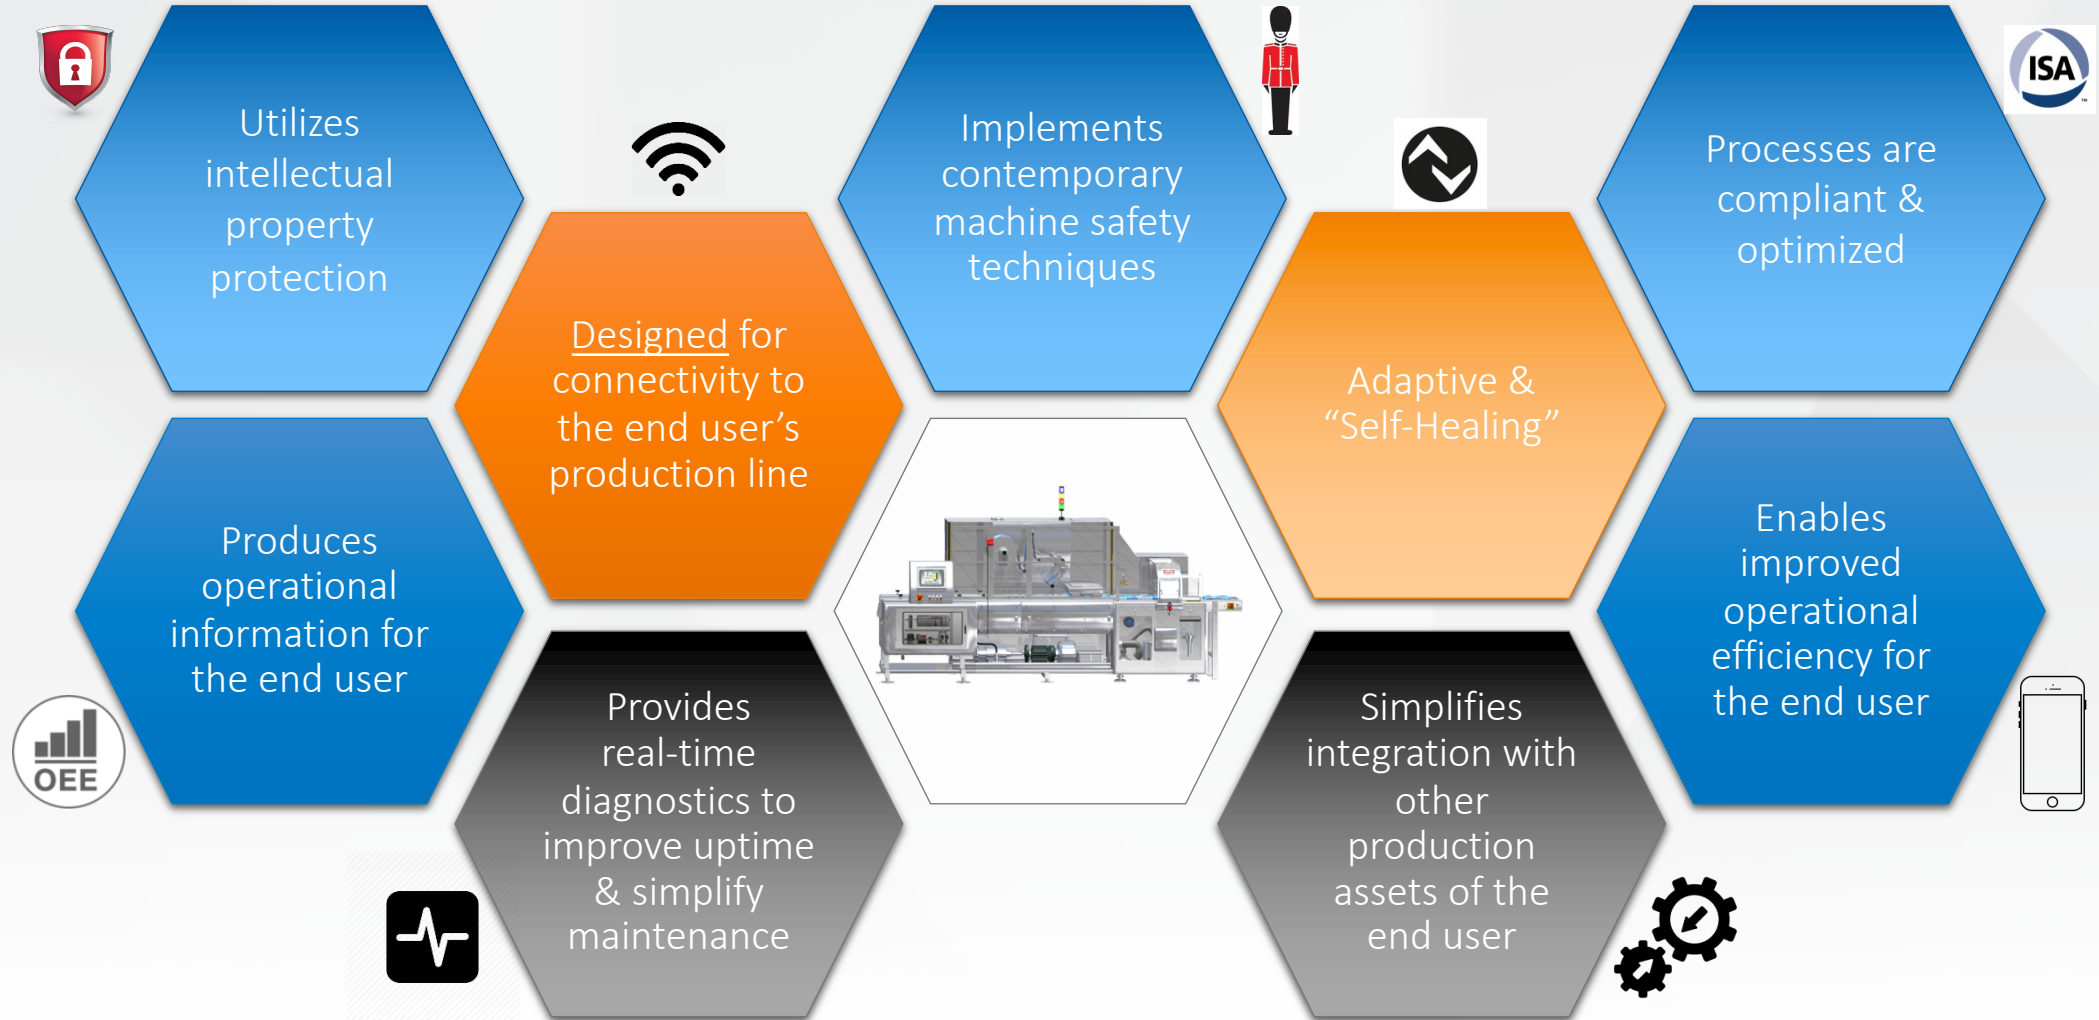 Utilizes
intellectual
property
protection
Designed for
connectivity to
the end user’s
production line
Implements
contemporary
machine safety
techniques
Adaptive &
“Self-Healing”
Processes are
compliant &
optimized
ISA
TM
Produces
operational
information for
the end user
OEE
Provides
real-time
diagnostics to
improve uptime
& simplify
maintenance
Simplifies
integration with
other
production
assets of the
end user
Enables
improved
operational
efficiency for
the end user